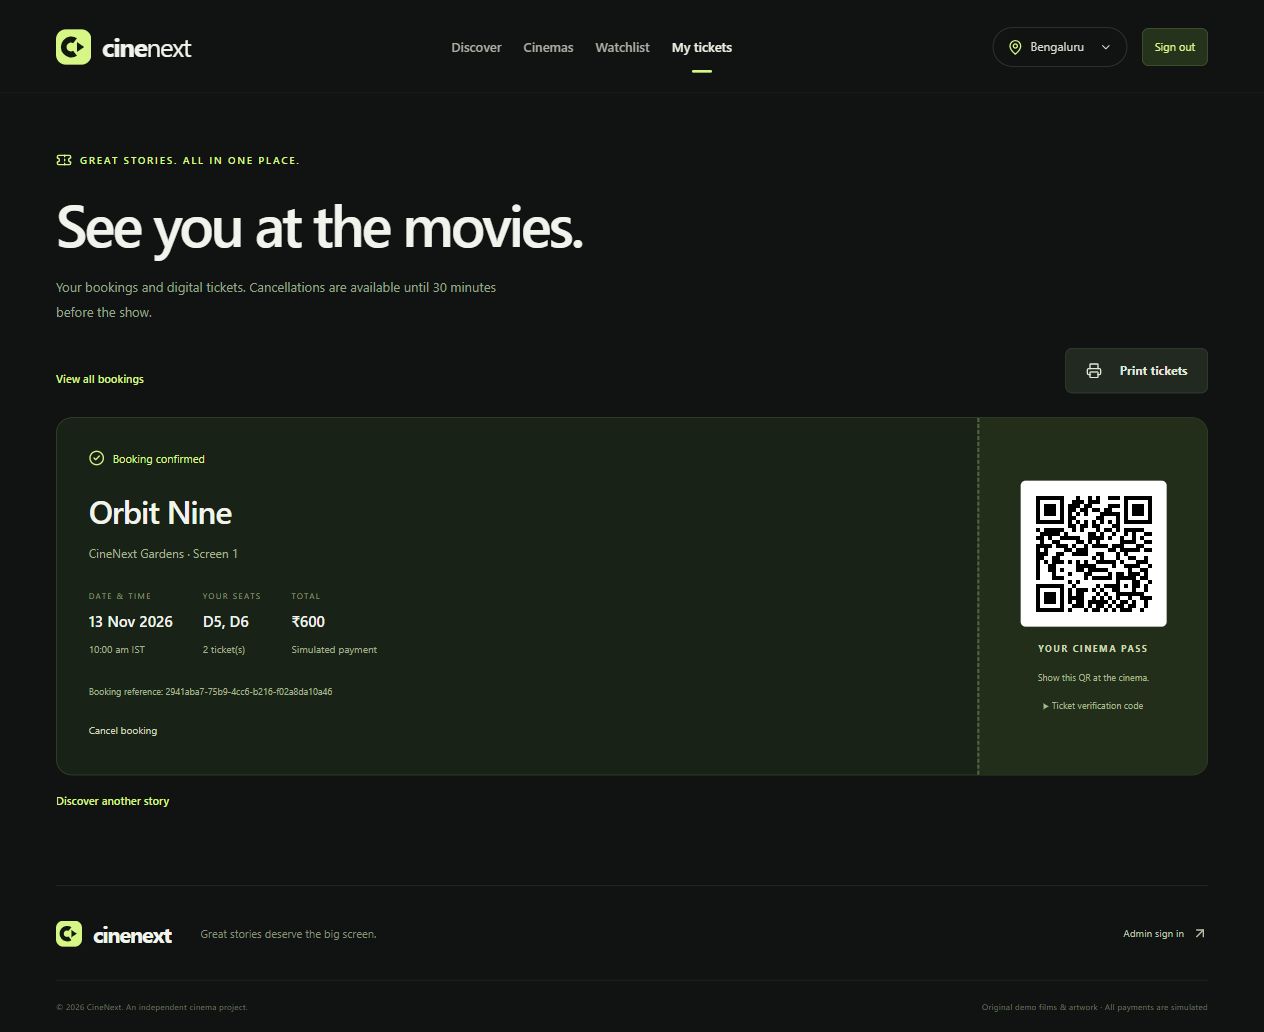 cinenext
Discover
Cinemas
Watchlist
My tickets
Bengaluru
Sign out
GREAT STORIES. ALL IN ONE PLACE.
See you at the movies.
Your bookings and digital tickets. Cancellations are available until 30 minutes
before the show.
View all bookings
Print tickets
Booking confirmed
Orbit Nine
CineNext Gardens · Screen 1
DATE & TIME
13 Nov 2026
10:00 am IST
YOUR SEATS
D5, D6
2 ticket(s)
TOTAL
₹600
Simulated payment
Booking reference: 2941aba7-75b9-4cc6-b216-f02a8da10a46
Cancel booking
YOUR CINEMA PASS
Show this QR at the cinema.
Ticket verification code
Discover another story
cinenext
Great stories deserve the big screen.
Admin sign in
© 2026 CineNext. An independent cinema project.
Original demo films & artwork · All payments are simulated